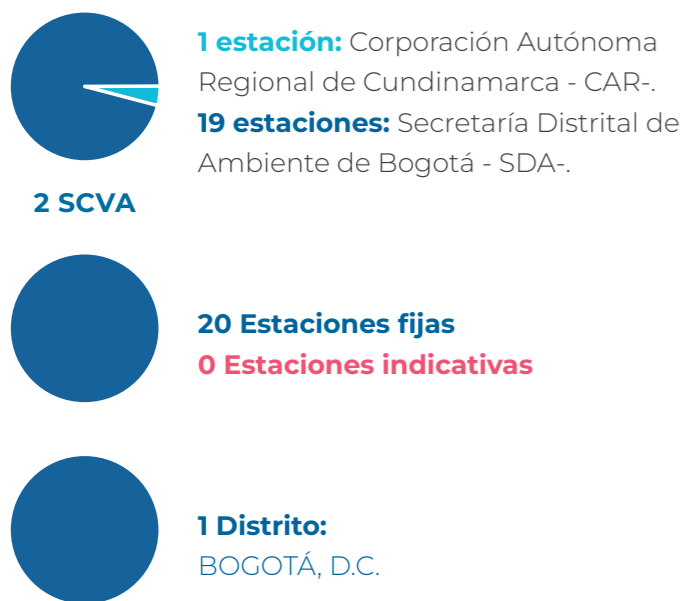 1 estación: Corporación Autónoma
Regional de Cundinamarca - CAR-.
19 estaciones: Secretaría Distrital de
Ambiente de Bogotá - SDA-.
2 SCVA
20 Estaciones fijas
0 Estaciones indicativas
1 Distrito:
BOGOTÁ, D.C.